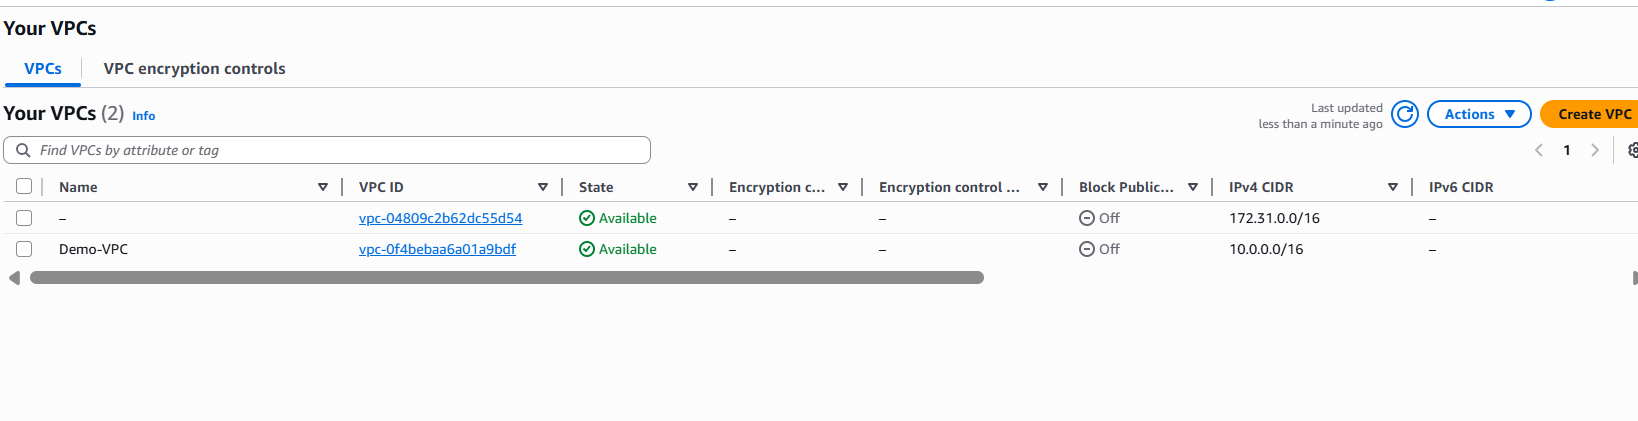 Your VPCs
VPCs VPC encryption controls
Your VPCs (2) Info
Last updated
less than a minute ago
Actions
Create VPC
Find VPCs by attribute or tag
1
Name VPC ID State Encryption c... Encryption control ... Block Public... IPv4 CIDR IPv6 CIDR
– vpc-04809c2b62dc55d54 Available – – Off 172.31.0.0/16 –
Demo-VPC vpc-0f4bebaa6a01a9bdf Available – – Off 10.0.0.0/16 –